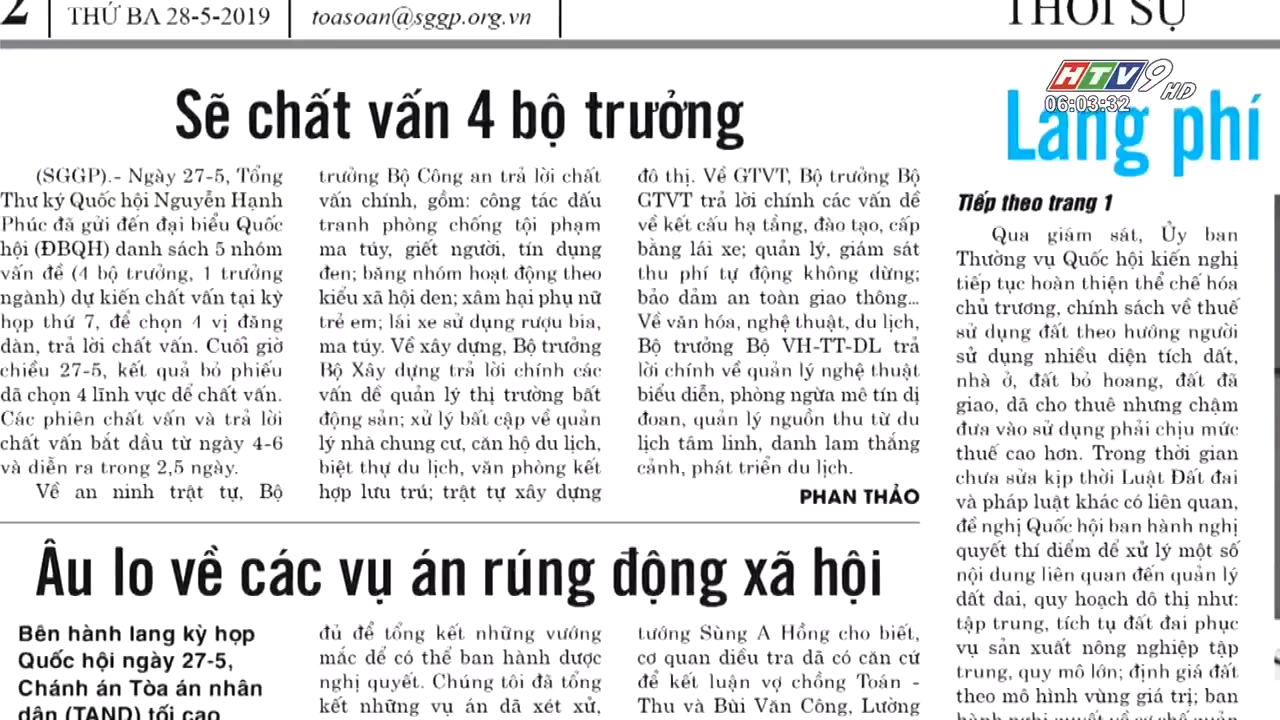 2
THỨ BA 28-5-2019
toasoan@sggp.org.vn
THỜI SỰ
HTV9 HD
06:03:32
Sẽ chất vấn 4 bộ trưởng
(SGGP).- Ngày 27-5, Tổng
Thư ký Quốc hội Nguyễn Hạnh
Phúc đã gửi đến đại biểu Quốc
hội (ĐBQH) danh sách 5 nhóm
vấn đề (4 bộ trưởng, 1 trưởng
ngành) dự kiến chất vấn tại kỳ
họp thứ 7, để chọn 4 vị đăng
đàn, trả lời chất vấn. Cuối giờ
chiều 27-5, kết quả bỏ phiếu
đã chọn 4 lĩnh vực để chất vấn.
Các phiên chất vấn và trả lời
chất vấn bắt đầu từ ngày 4-6
và diễn ra trong 2,5 ngày.
Về an ninh trật tự, Bộ
trưởng Bộ Công an trả lời chất
vấn chính, gồm: công tác đấu
tranh phòng chống tội phạm
ma túy, giết người, tín dụng
đen; băng nhóm hoạt động theo
kiểu xã hội đen; xâm hại phụ nữ
trẻ em; lái xe sử dụng rượu bia,
ma túy. Về xây dựng, Bộ trưởng
Bộ Xây dựng trả lời chính các
vấn đề quản lý thị trường bất
động sản; xử lý bất cập về quản
lý nhà chung cư, căn hộ du lịch,
biệt thự du lịch, văn phòng kết
hợp lưu trú; trật tự xây dựng
đô thị. Về GTVT, Bộ trưởng Bộ
GTVT trả lời chính các vấn đề
về kết cấu hạ tầng, đào tạo, cấp
bằng lái xe; quản lý, giám sát
thu phí tự động không dừng;
bảo đảm an toàn giao thông...
Về văn hóa, nghệ thuật, du lịch,
Bộ trưởng Bộ VH-TT-DL trả
lời chính về quản lý nghệ thuật
biểu diễn, phòng ngừa mê tín dị
đoan, quản lý nguồn thu từ du
lịch tâm linh, danh lam thắng
cảnh, phát triển du lịch.
PHAN THẢO
Âu lo về các vụ án rúng động xã hội
Bên hành lang kỳ họp
Quốc hội ngày 27-5,
Chánh án Tòa án nhân
dân (TAND) tối cao
đủ để tổng kết những vướng
mắc để có thể ban hành được
nghị quyết. Chúng tôi đã tổng
kết những vụ án đã xét xử,
tướng Sùng A Hồng cho biết,
cơ quan điều tra đã có căn cứ
để kết luận vợ chồng Toán -
Thu và Bùi Văn Công, Lường
Lãng phí
Tiếp theo trang 1
Qua giám sát, Ủy ban
Thường vụ Quốc hội kiến nghị
tiếp tục hoàn thiện thể chế hóa
chủ trương, chính sách về thuế
sử dụng đất theo hướng người
sử dụng nhiều diện tích đất,
nhà ở, đất bỏ hoang, đất đã
giao, đã cho thuê nhưng chậm
đưa vào sử dụng phải chịu mức
thuế cao hơn. Trong thời gian
chưa sửa kịp thời Luật Đất đai
và pháp luật khác có liên quan,
đề nghị Quốc hội ban hành nghị
quyết thí điểm để xử lý một số
nội dung liên quan đến quản lý
đất đai, quy hoạch đô thị như:
tập trung, tích tụ đất đai phục
vụ sản xuất nông nghiệp tập
trung, quy mô lớn; định giá đất
theo mô hình vùng giá trị; ban
hành nghị quyết về cơ chế quản